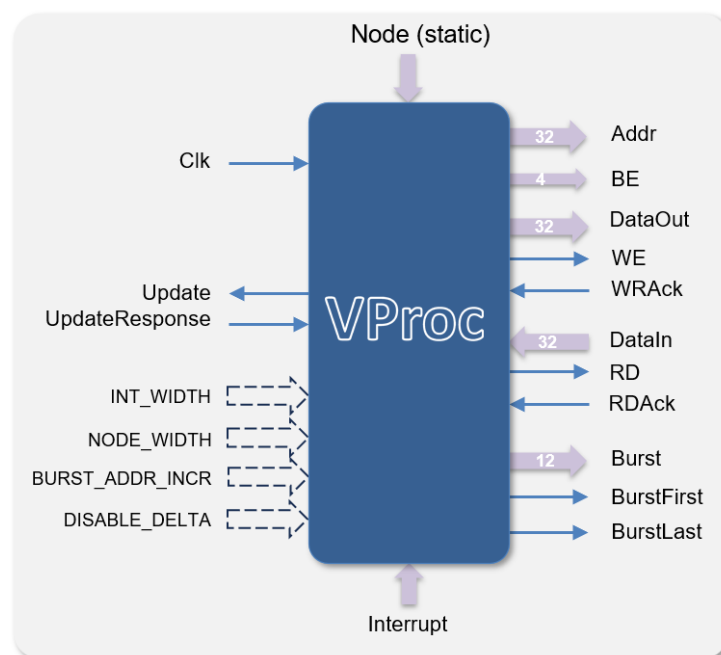 Node (static)
Clk
Update
UpdateResponse
INT_WIDTH
NODE_WIDTH
BURST_ADDR_INCR
DISABLE_DELTA
VProc
32
Addr
4
BE
32
DataOut
WE
WRAck
32
DataIn
RD
RDAck
12
Burst
BurstFirst
BurstLast
Interrupt